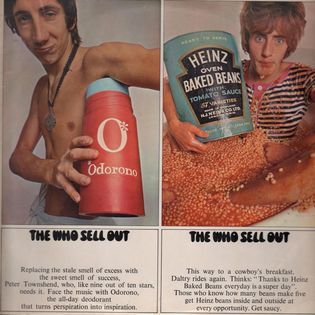 Odorono
READY TO SERVE
HEINZ
OVEN
BAKED BEANS
WITH
TOMATO SAUCE
57 VARIETIES
H.J. HEINZ CO. LTD.
THE WHO SELL OUT
Replacing the stale smell of excess with
the sweet smell of success,
Peter Townshend, who, like nine out of ten stars,
needs it. Face the music with Odorono,
the all-day deodorant
that turns perspiration into inspiration.
THE WHO SELL OUT
This way to a cowboy's breakfast.
Daltry rides again. Thinks: "Thanks to Heinz
Baked Beans everyday is a super day".
Those who know how many beans make five
get Heinz beans inside and outside at
every opportunity. Get saucy.